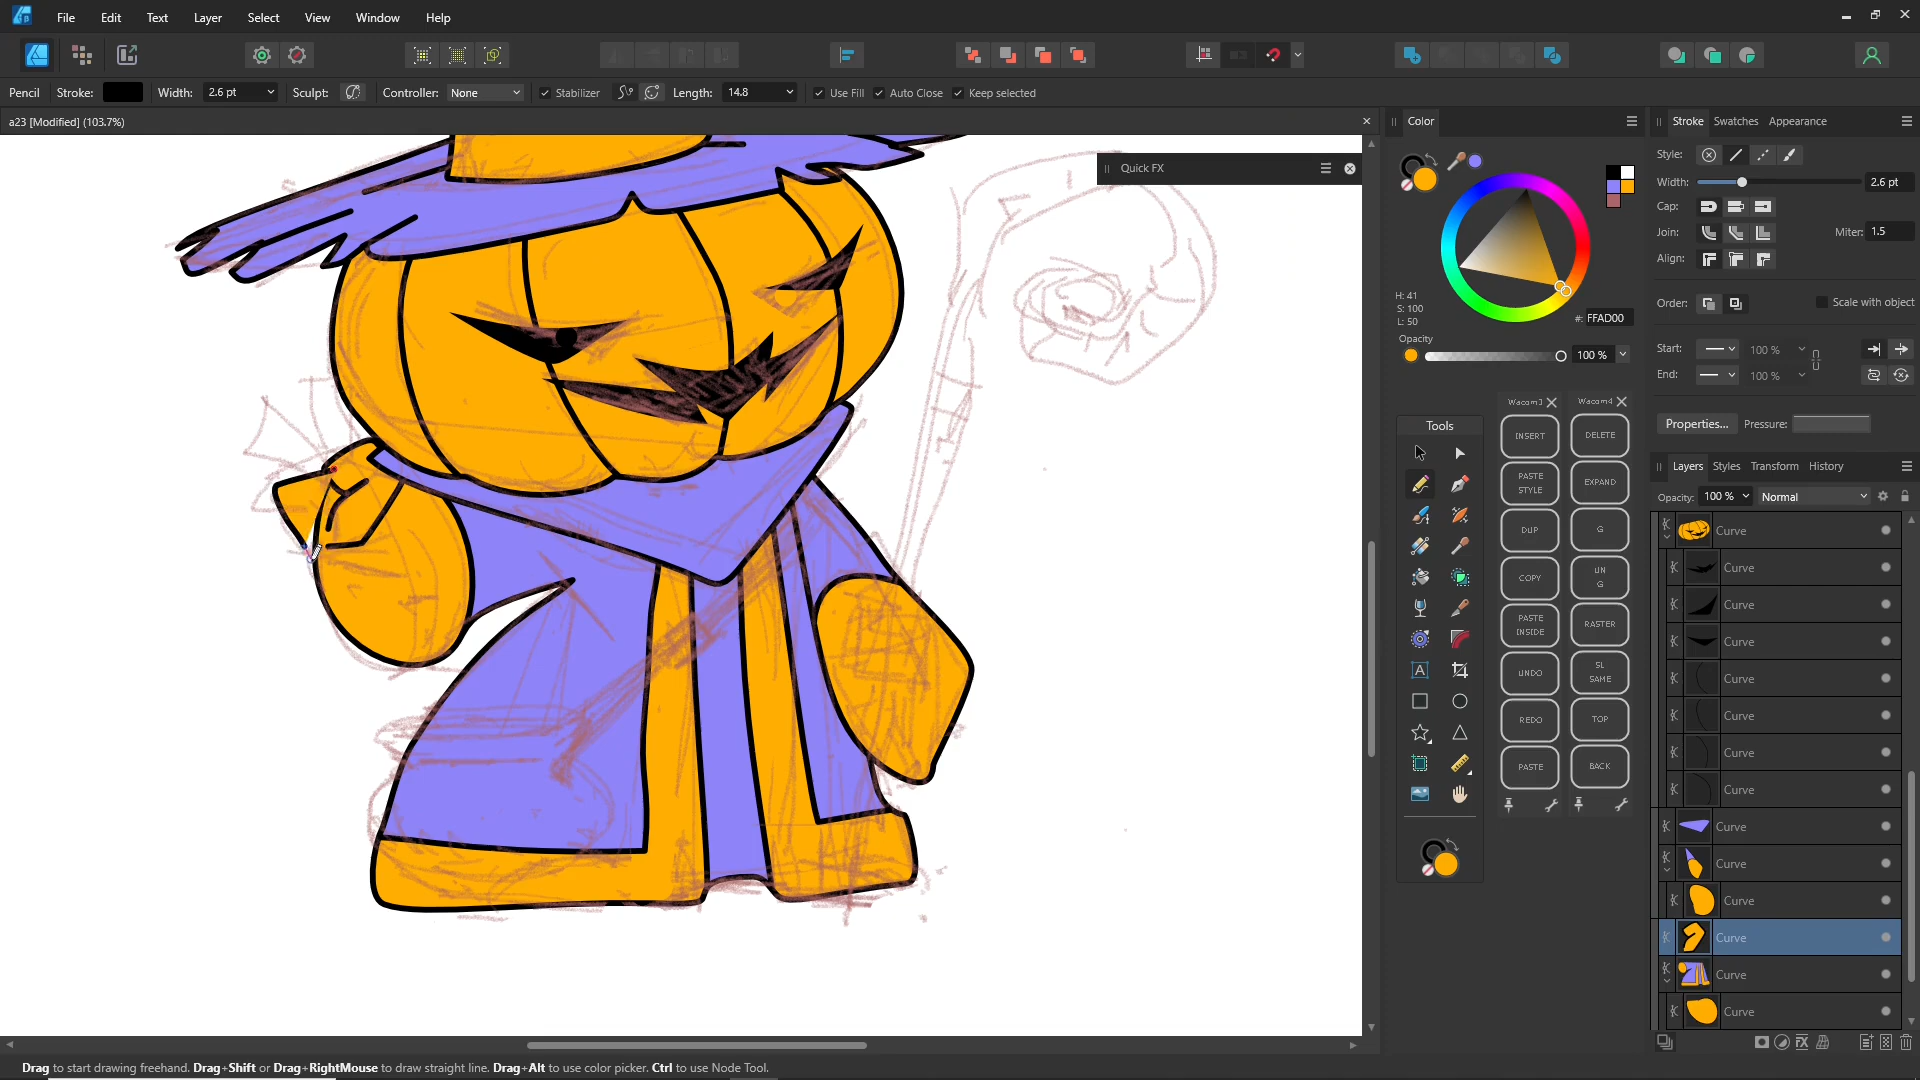 File Edit Text Layer Select View Window Help
Pencil Stroke: Width: 2.6 pt Sculpt: Controller: None Stabilizer Length: 14.8 Use Fill Auto Close Keep selected
a23 [Modified] (103.7%)
Quick FX
Color
H: 41
S: 100
L: 50
#: FFAD00
Opacity
100 %
Tools
Wacom3
Wacom4
INSERT
DELETE
PASTE
STYLE
EXPAND
DUP
G
COPY
UN
G
PASTE
INSIDE
RASTER
UNDO
SL
SAME
REDO
TOP
PASTE
BACK
Stroke Swatches Appearance
Style:
Width: 2.6 pt
Cap:
Join: Miter: 1.5
Align:
Order: Scale with object
Start: 100 %
End: 100 %
Properties... Pressure:
Layers Styles Transform History
Opacity: 100 % Normal
Curve
Curve
Curve
Curve
Curve
Curve
Curve
Curve
Curve
Curve
Curve
Curve
Curve
Curve
Drag to start drawing freehand. Drag+Shift or Drag+RightMouse to draw straight line. Drag+Alt to use color picker. Ctrl to use Node Tool.